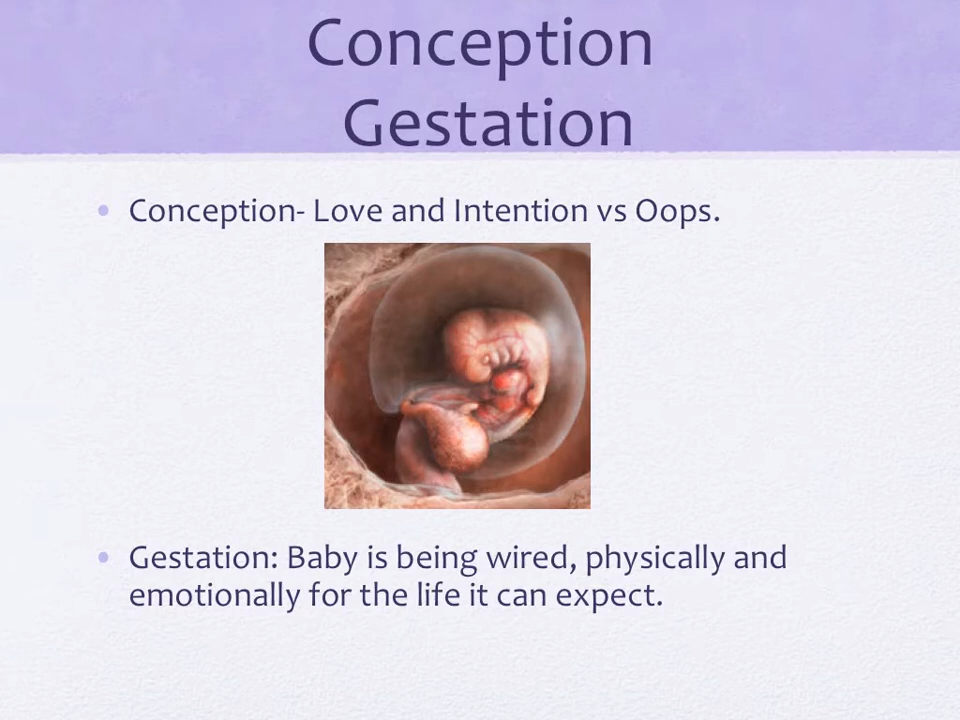 Conception
Gestation
• Conception- Love and Intention vs Oops.
• Gestation: Baby is being wired, physically and
emotionally for the life it can expect.